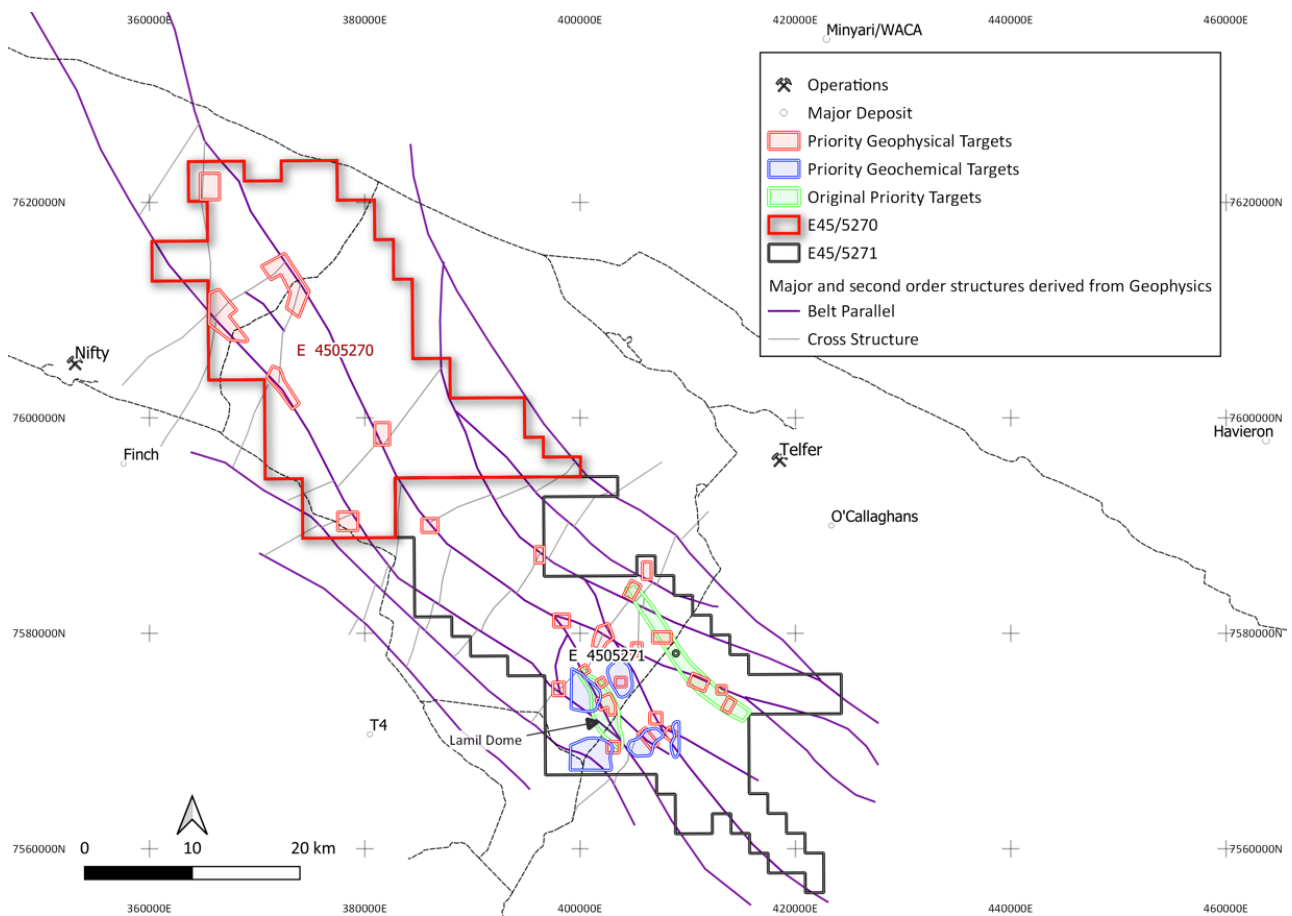 360000E
380000E
400000E
420000E
440000E
460000E
Minyari/WACA
Operations
Major Deposit
Priority Geophysical Targets
Priority Geochemical Targets
Original Priority Targets
E45/5270
E45/5271
Major and second order structures derived from Geophysics
Belt Parallel
Cross Structure
7620000N
7620000N
E 4505270
Nifty
7600000N
7600000N
Finch
Telfer
Havieron
O'Callaghans
7580000N
7580000N
E 4505271
T4
Lamil Dome
0
10
20 km
7560000N
7560000N
360000E
380000E
400000E
420000E
440000E
460000E